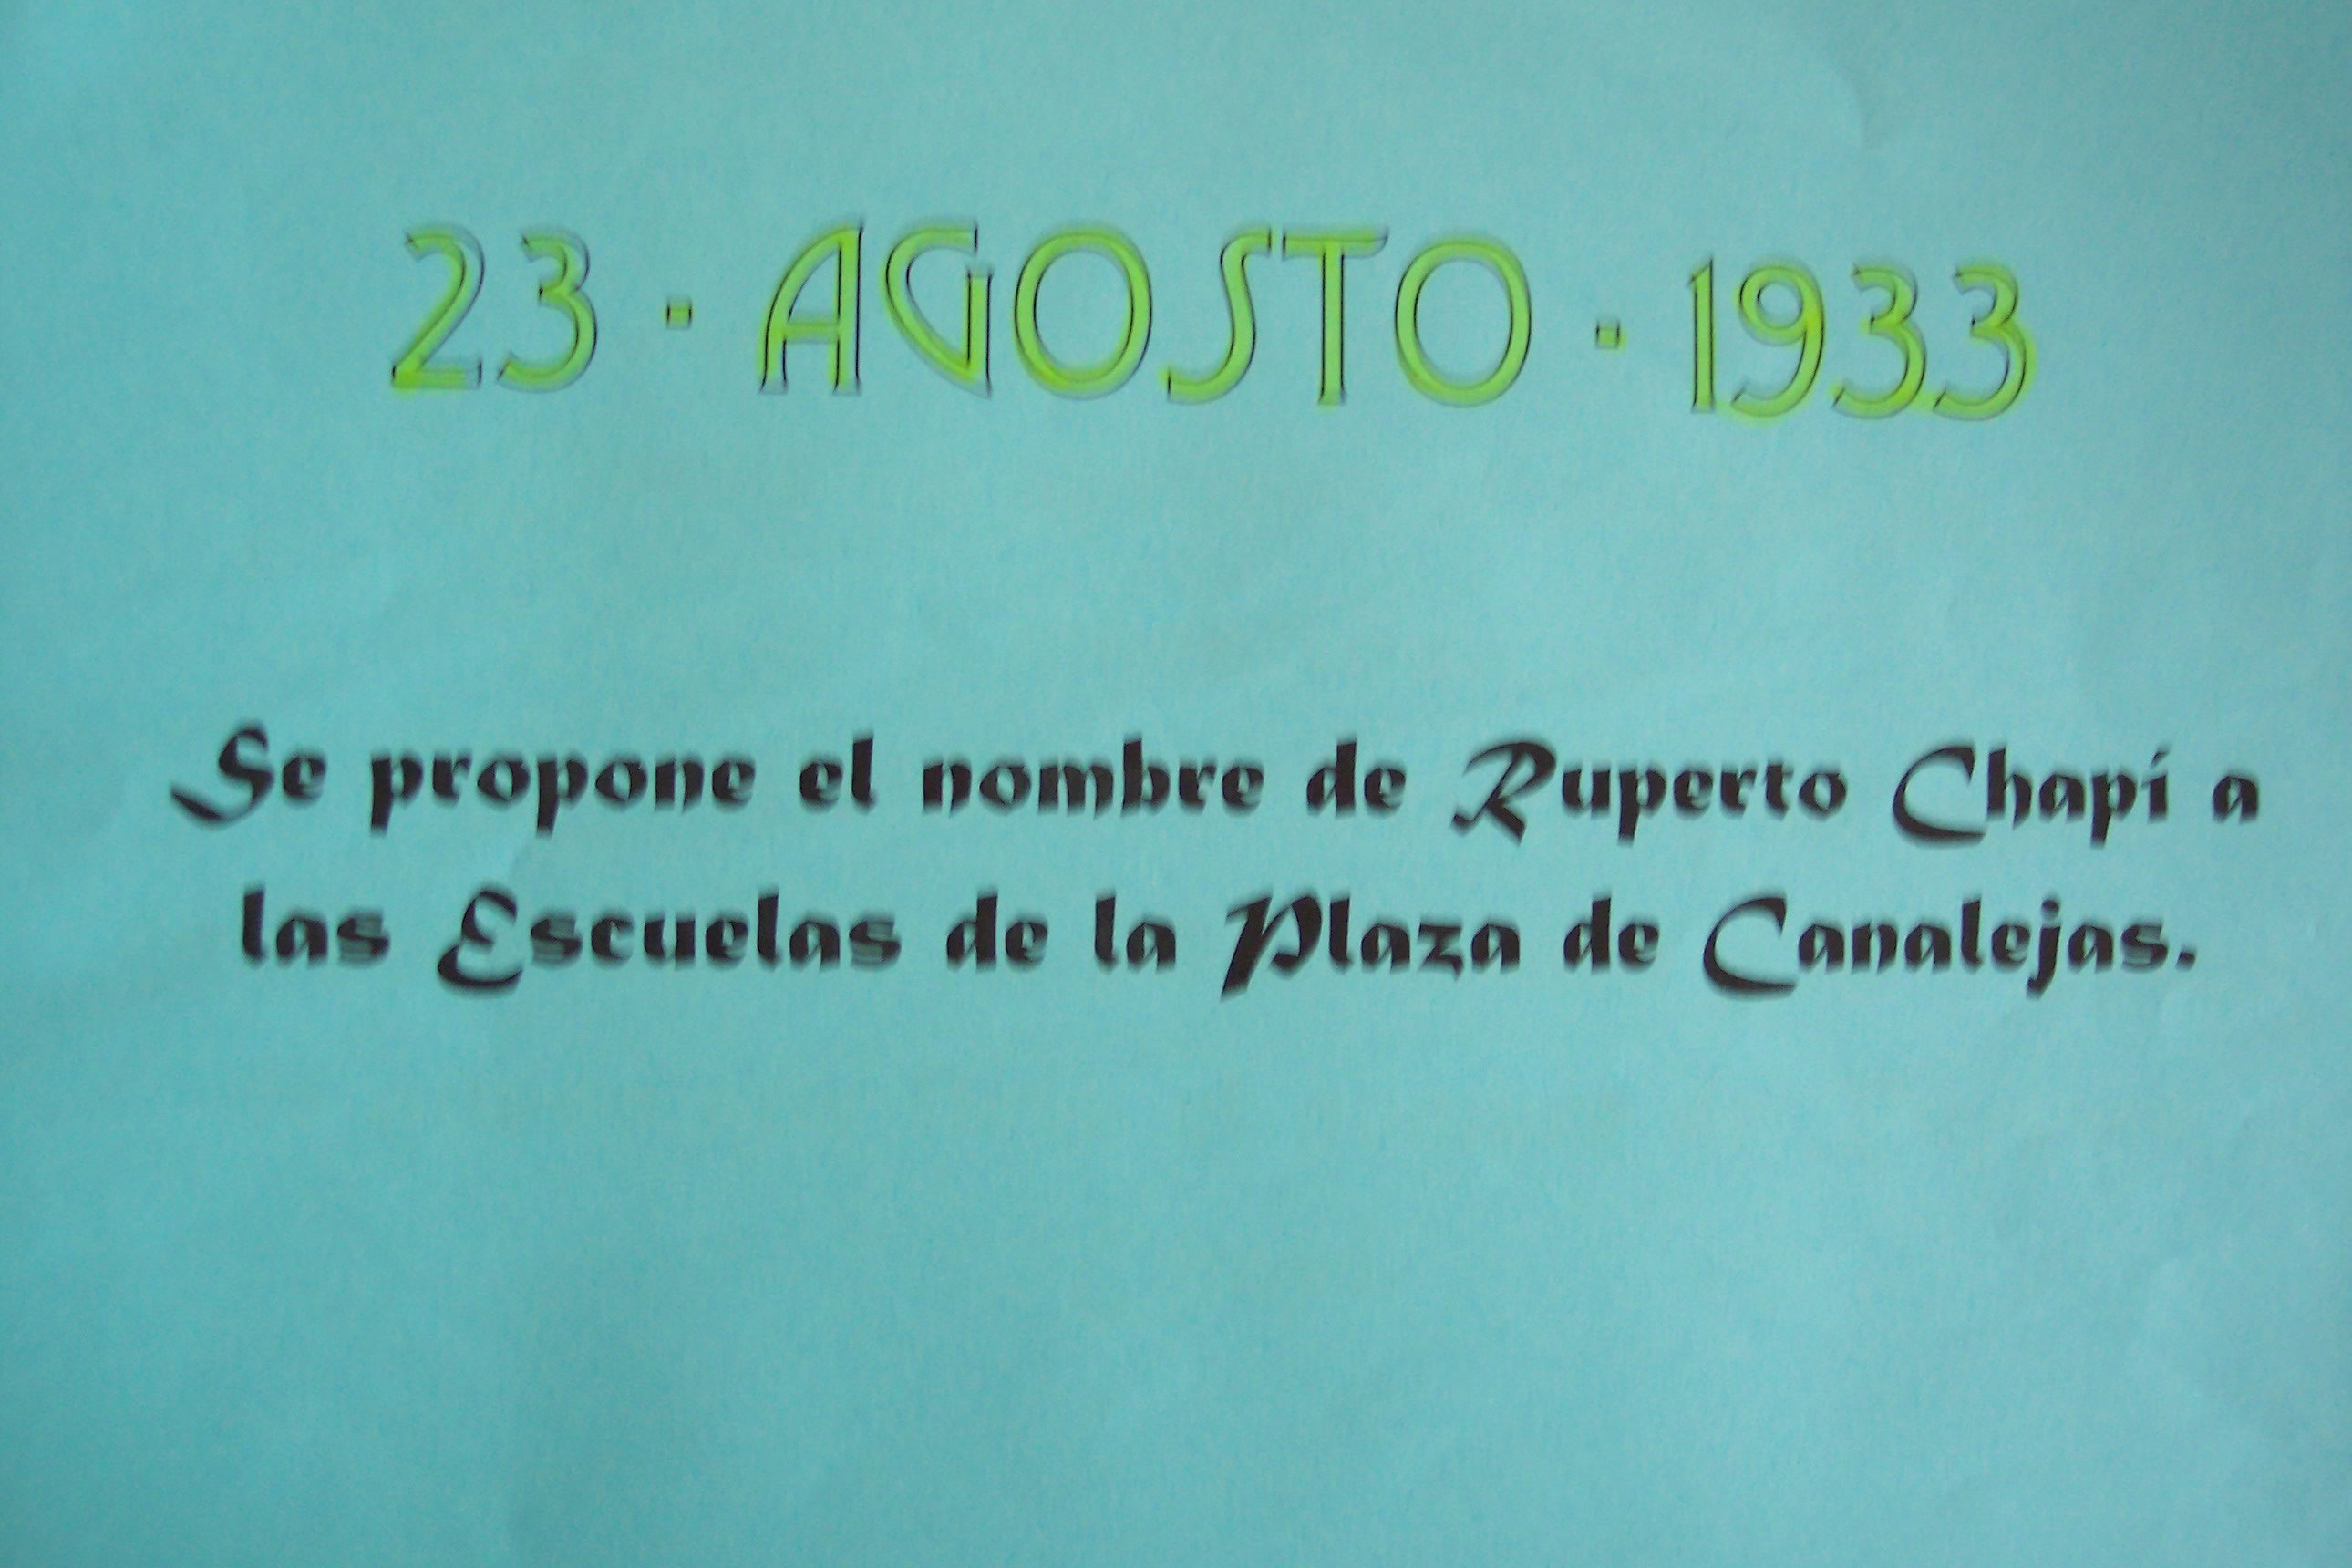 23 · AGOSTO · 1933
Se propone el nombre de Ruperto Chapí a
las Escuelas de la Plaza de Canalejas.